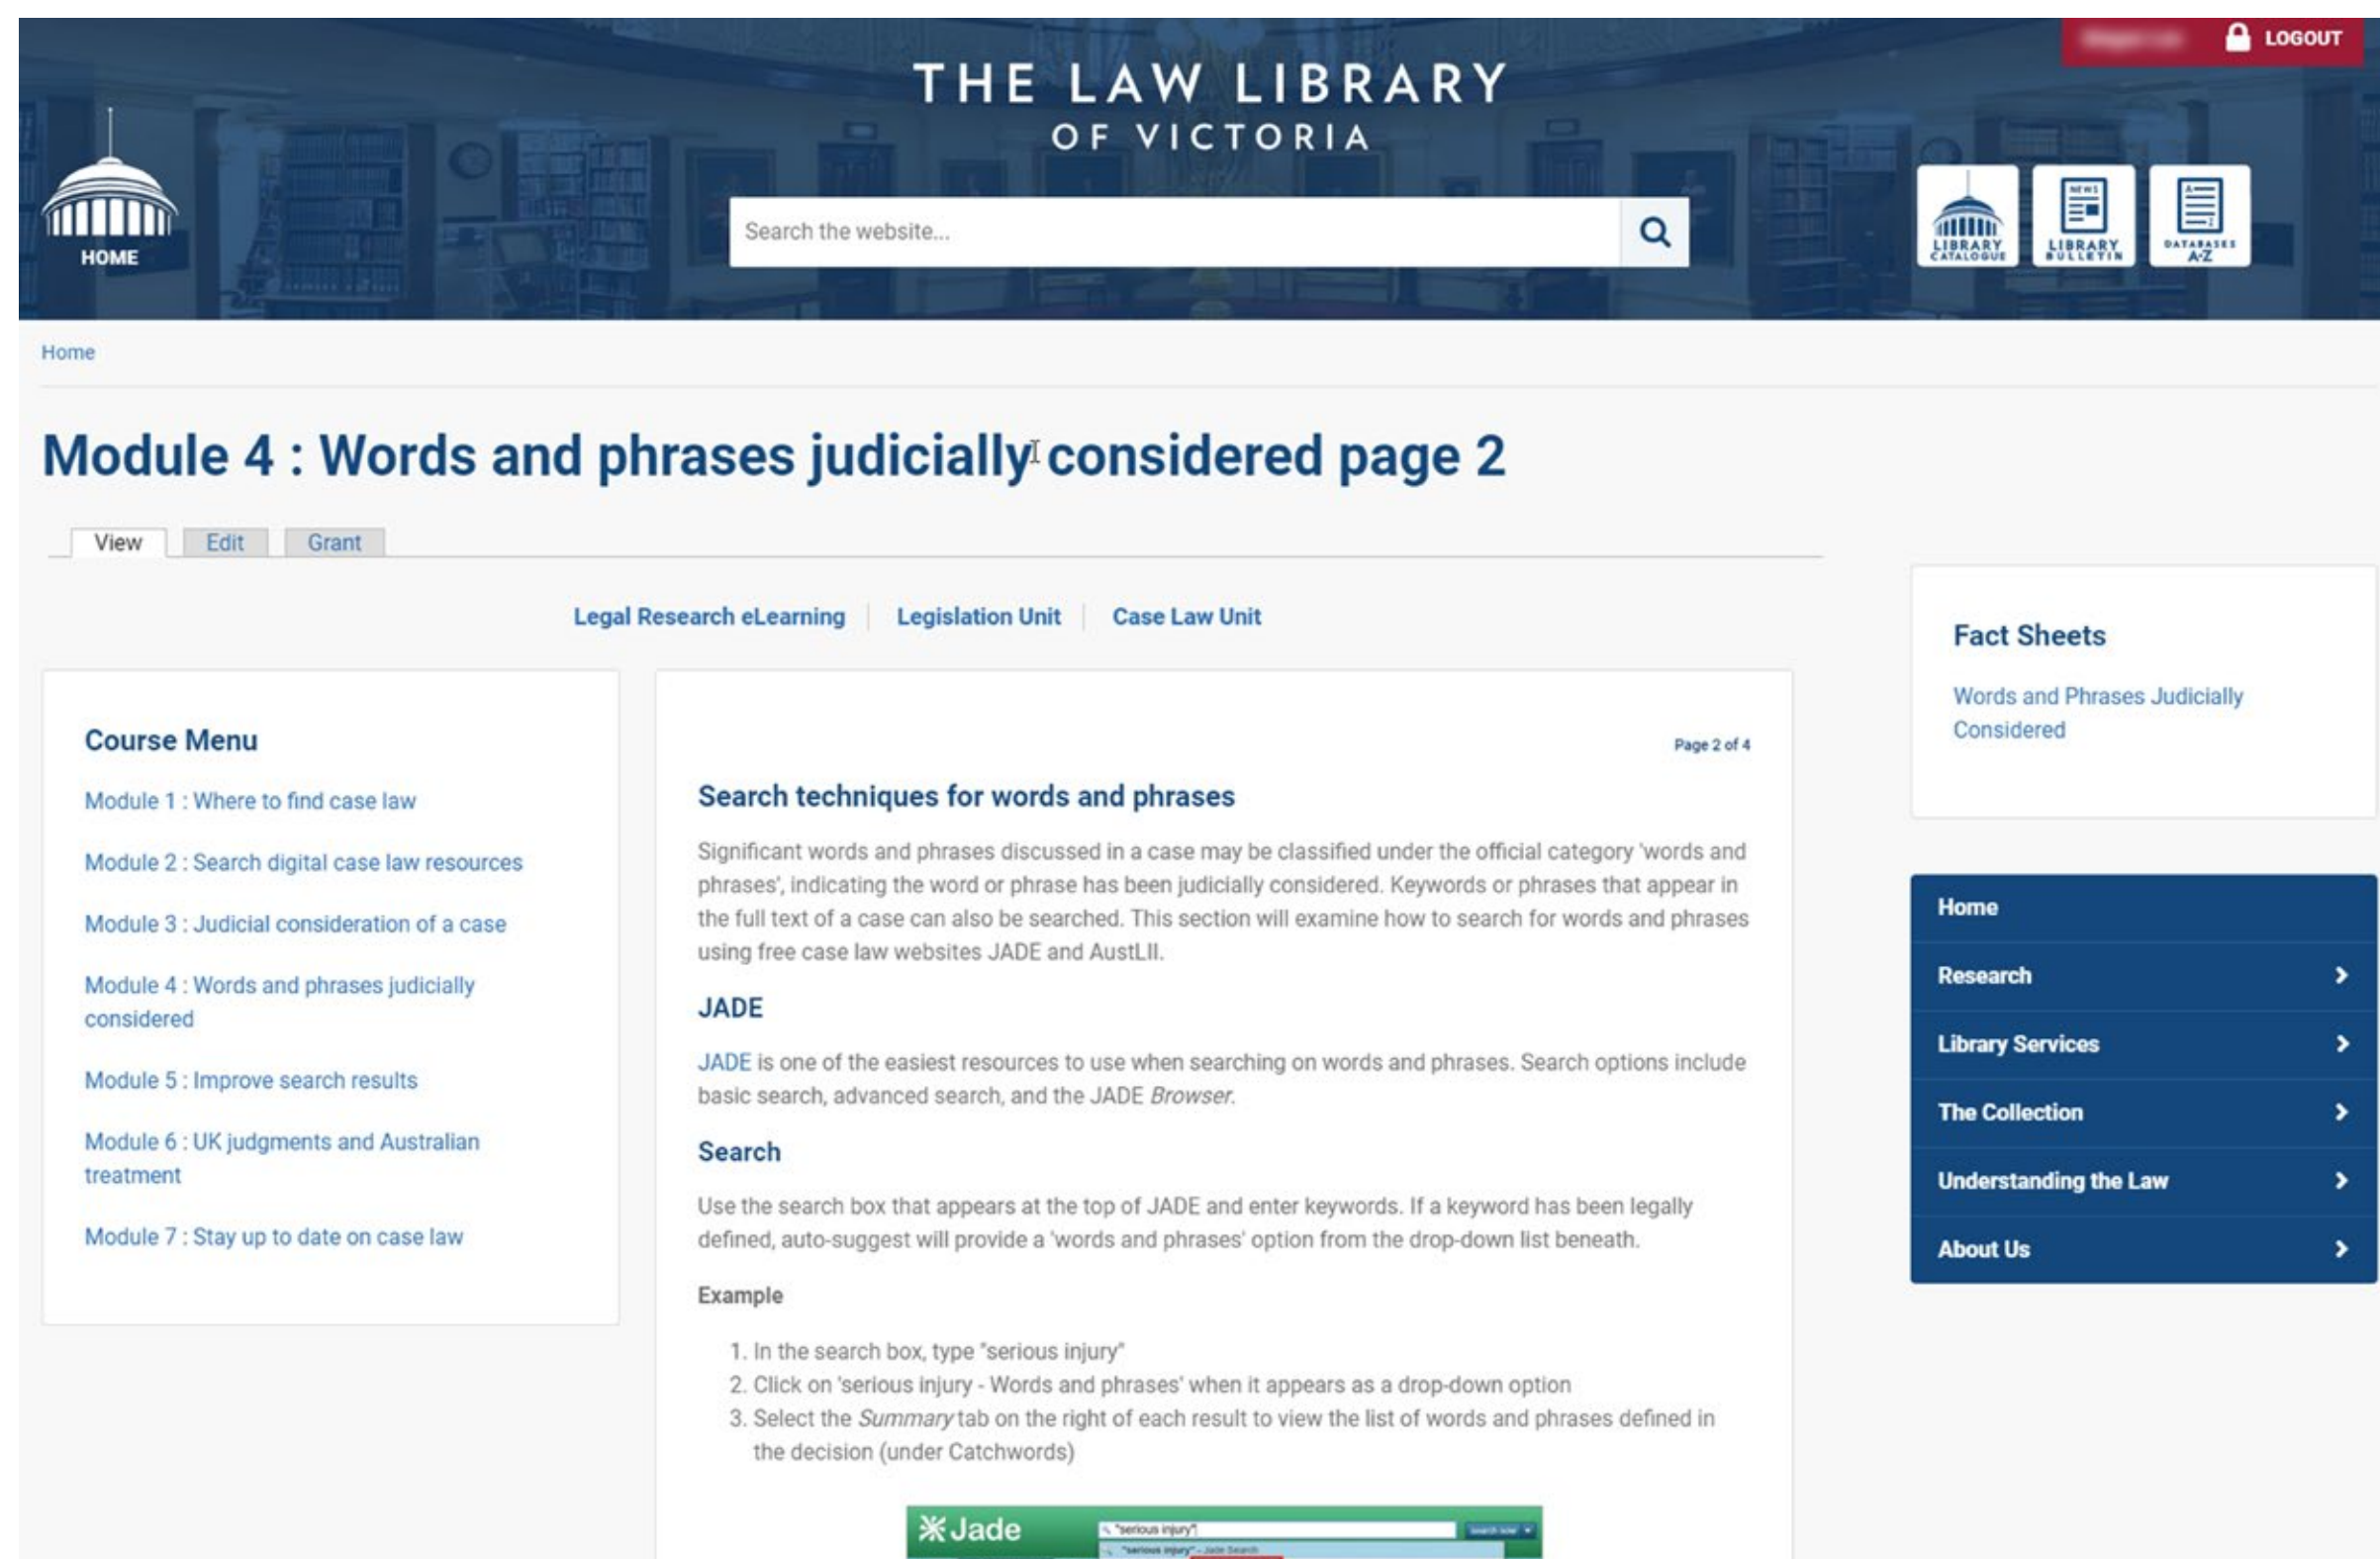 LOGOUT
THE LAW LIBRARY
OF VICTORIA
HOME
Search the website...
LIBRARY
CATALOGUE
NEWS
LIBRARY
BULLETIN
A
Z
DATABASES
A-Z
Home
Module 4 : Words and phrases judicially considered page 2
View
Edit
Grant
Legal Research eLearning
Legislation Unit
Case Law Unit
Course Menu
Module 1 : Where to find case law
Module 2 : Search digital case law resources
Module 3 : Judicial consideration of a case
Module 4 : Words and phrases judicially
considered
Module 5 : Improve search results
Module 6 : UK judgments and Australian
treatment
Module 7 : Stay up to date on case law
Page 2 of 4
Search techniques for words and phrases
Significant words and phrases discussed in a case may be classified under the official category 'words and
phrases', indicating the word or phrase has been judicially considered. Keywords or phrases that appear in
the full text of a case can also be searched. This section will examine how to search for words and phrases
using free case law websites JADE and AustLII.
JADE
JADE is one of the easiest resources to use when searching on words and phrases. Search options include
basic search, advanced search, and the JADE Browser.
Search
Use the search box that appears at the top of JADE and enter keywords. If a keyword has been legally
defined, auto-suggest will provide a 'words and phrases' option from the drop-down list beneath.
Example
1. In the search box, type "serious injury"
2. Click on 'serious injury - Words and phrases' when it appears as a drop-down option
3. Select the Summary tab on the right of each result to view the list of words and phrases defined in
the decision (under Catchwords)
Jade
"serious injury"
search now
"serious injury" - Jade Search
Fact Sheets
Words and Phrases Judicially
Considered
Home
Research
Library Services
The Collection
Understanding the Law
About Us